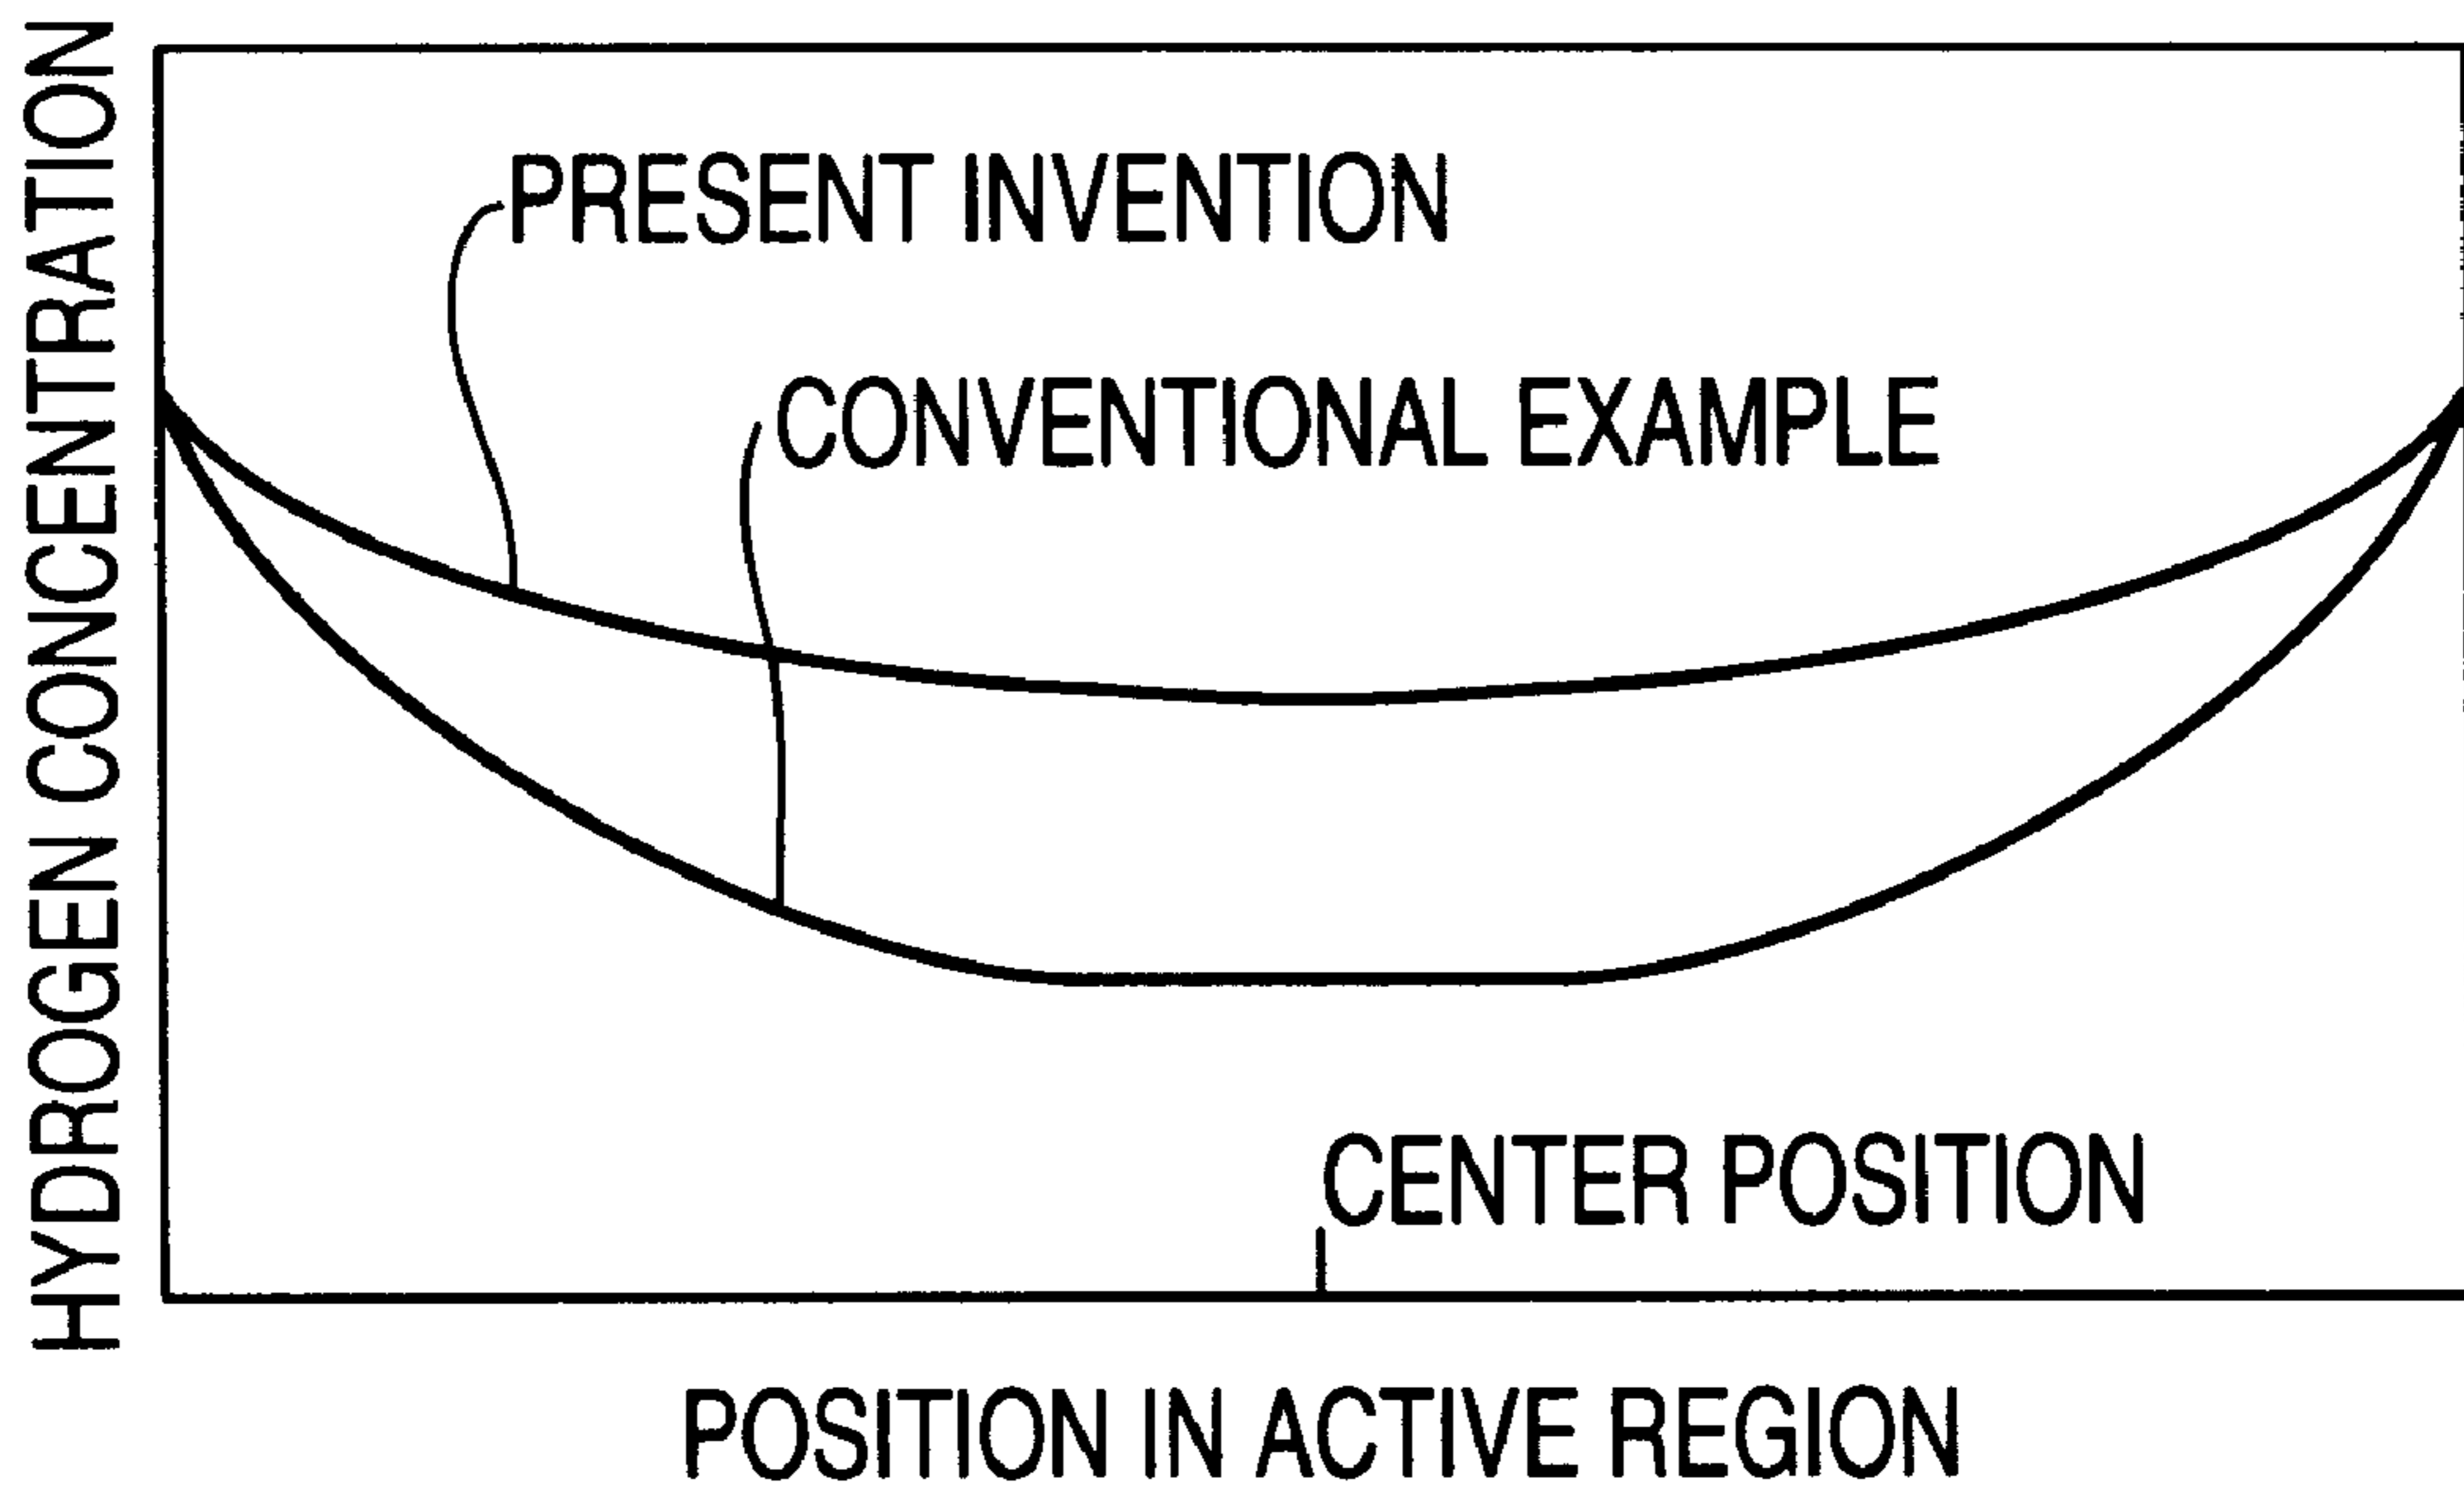 HYDROGEN CONCENTRATION
PRESENT INVENTION
CONVENTIONAL EXAMPLE
CENTER POSITION
POSITION IN ACTIVE REGION